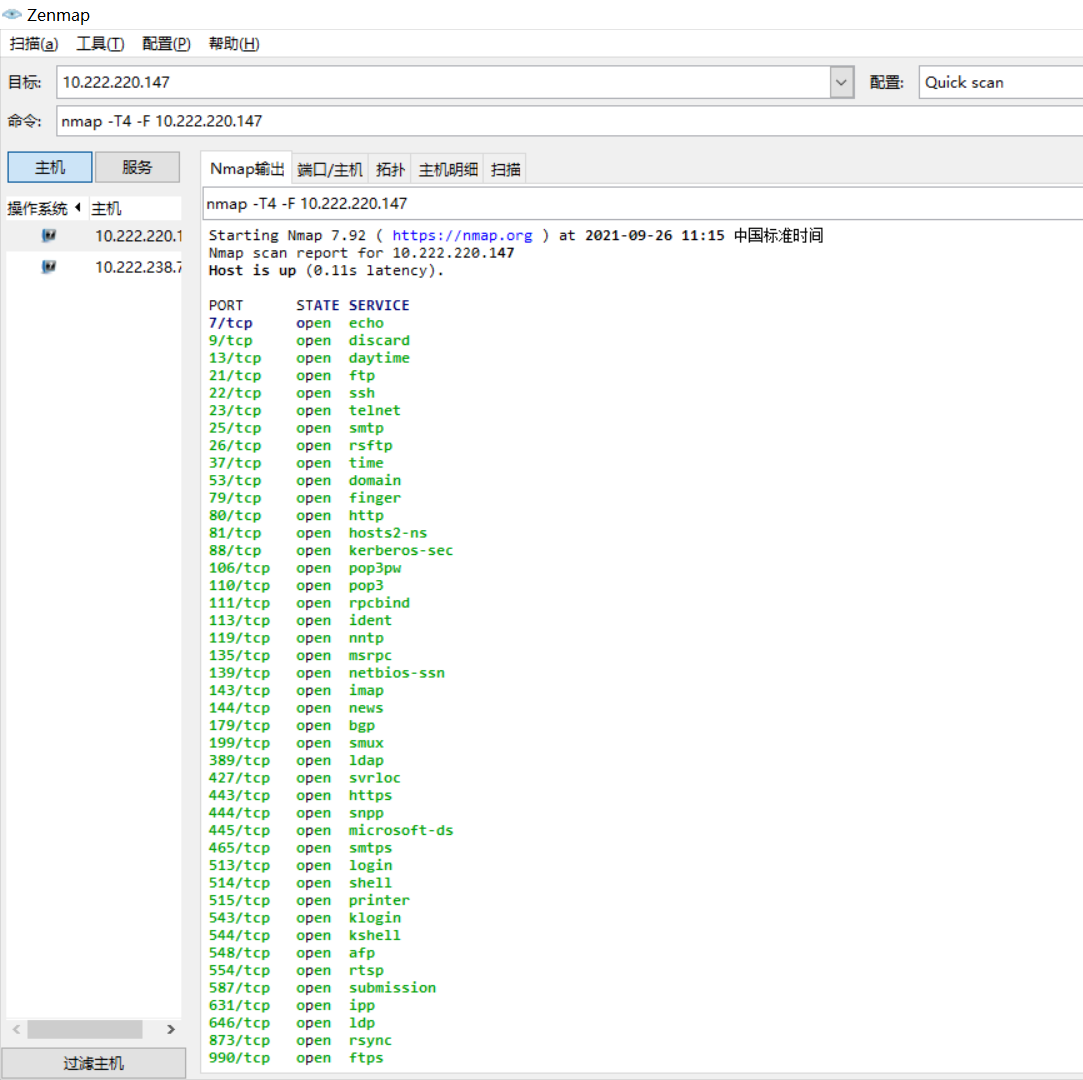 Zenmap
扫描(a) 工具(T) 配置(P) 帮助(H)
目标: 10.222.220.147 配置: Quick scan
命令: nmap -T4 -F 10.222.220.147
主机 服务 Nmap输出 端口/主机 拓扑 主机明细 扫描
操作系统 主机
10.222.220.1
10.222.238.7
nmap -T4 -F 10.222.220.147
Starting Nmap 7.92 ( https://nmap.org ) at 2021-09-26 11:15 中国标准时间
Nmap scan report for 10.222.220.147
Host is up (0.11s latency).
PORT STATE SERVICE
7/tcp open echo
9/tcp open discard
13/tcp open daytime
21/tcp open ftp
22/tcp open ssh
23/tcp open telnet
25/tcp open smtp
26/tcp open rsftp
37/tcp open time
53/tcp open domain
79/tcp open finger
80/tcp open http
81/tcp open hosts2-ns
88/tcp open kerberos-sec
106/tcp open pop3pw
110/tcp open pop3
111/tcp open rpcbind
113/tcp open ident
119/tcp open nntp
135/tcp open msrpc
139/tcp open netbios-ssn
143/tcp open imap
144/tcp open news
179/tcp open bgp
199/tcp open smux
389/tcp open ldap
427/tcp open svrloc
443/tcp open https
444/tcp open snpp
445/tcp open microsoft-ds
465/tcp open smtps
513/tcp open login
514/tcp open shell
515/tcp open printer
543/tcp open klogin
544/tcp open kshell
548/tcp open afp
554/tcp open rtsp
587/tcp open submission
631/tcp open ipp
646/tcp open ldp
873/tcp open rsync
990/tcp open ftps
过滤主机